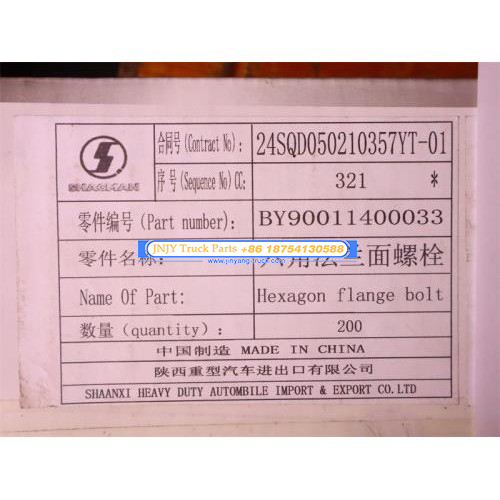 SHACMAN
合同号(Contract No): 24SQD050210357YT-01
序号(Sequence No)CC: 321 *
零件编号(Part number): BY90011400033
JNJY Truck Parts +86 18754130588
零件名称: 法兰面螺栓
www.jinyang-truck.com
Name Of Part: Hexagon flange bolt
数量(quantity): 200
中国制造 MADE IN CHINA
陕西重型汽车进出口有限公司
SHAANXI HEAVY DUTY AUTOMBILE IMPORT & EXPORT CO.LTD